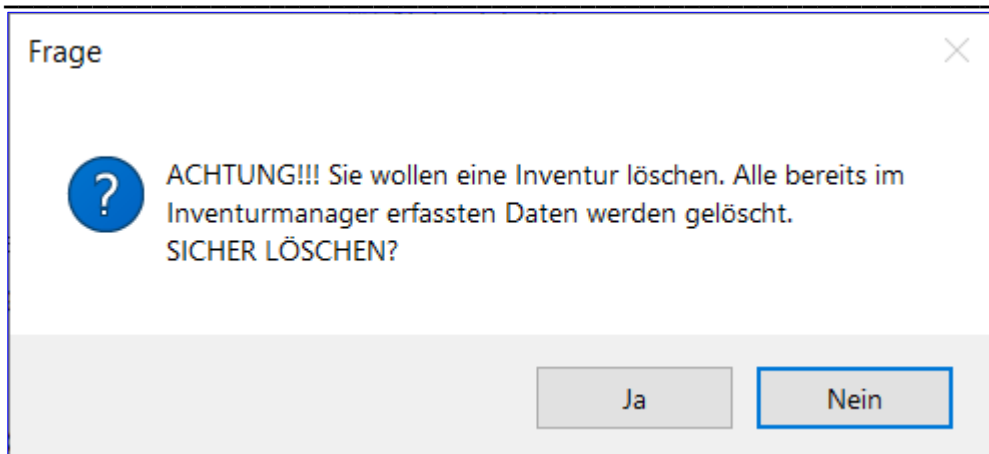 Frage
ACHTUNG!!! Sie wollen eine Inventur löschen. Alle bereits im
Inventurmanager erfassten Daten werden gelöscht.
SICHER LÖSCHEN?
Ja
Nein